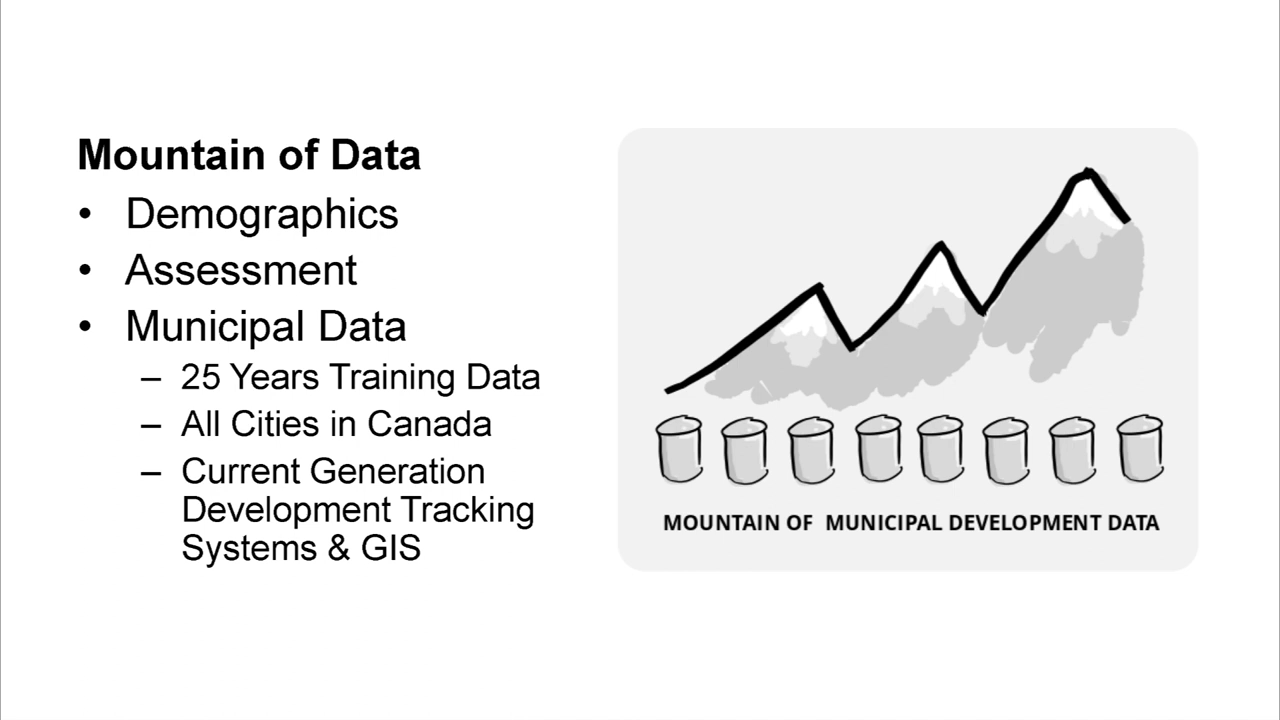 Mountain of Data
• Demographics
• Assessment
• Municipal Data
– 25 Years Training Data
– All Cities in Canada
– Current Generation
Development Tracking
Systems & GIS
MOUNTAIN OF MUNICIPAL DEVELOPMENT DATA